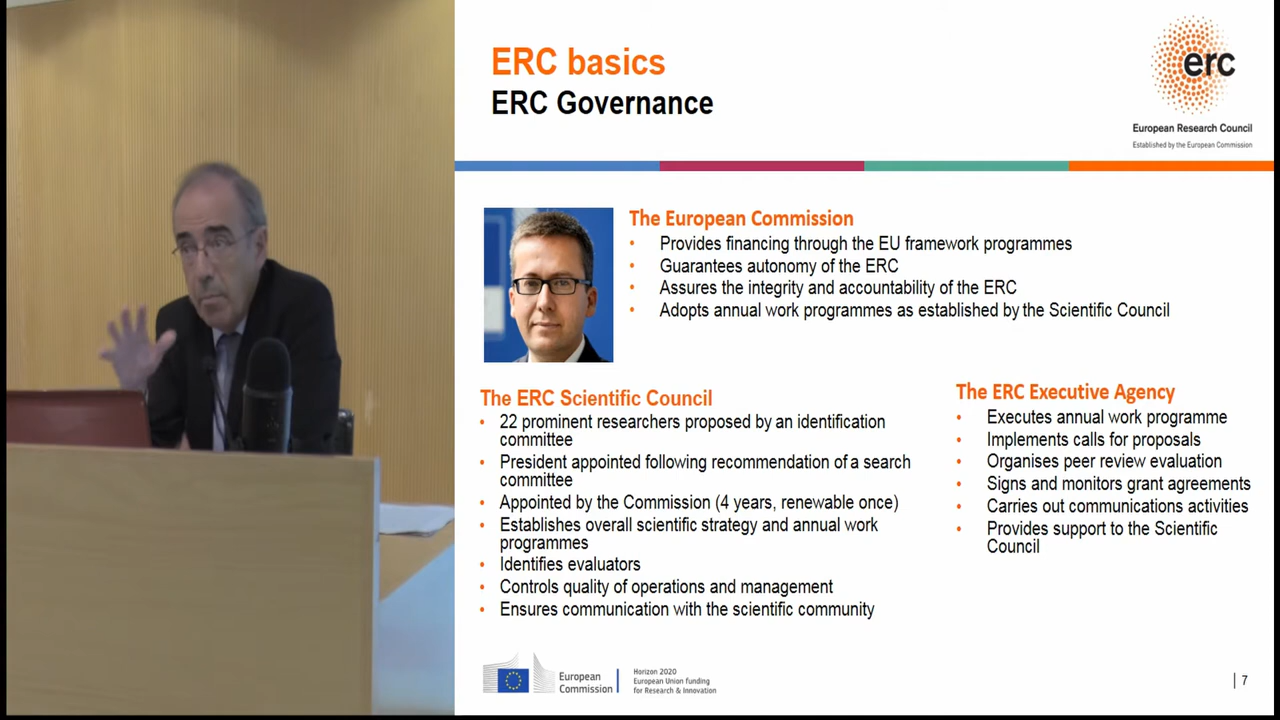 ERC basics
ERC Governance
erc
European Research Council
Established by the European Commission
The European Commission
• Provides financing through the EU framework programmes
• Guarantees autonomy of the ERC
• Assures the integrity and accountability of the ERC
• Adopts annual work programmes as established by the Scientific Council
The ERC Scientific Council
• 22 prominent researchers proposed by an identification
committee
• President appointed following recommendation of a search
committee
• Appointed by the Commission (4 years, renewable once)
• Establishes overall scientific strategy and annual work
programmes
• Identifies evaluators
• Controls quality of operations and management
• Ensures communication with the scientific community
The ERC Executive Agency
• Executes annual work programme
• Implements calls for proposals
• Organises peer review evaluation
• Signs and monitors grant agreements
• Carries out communications activities
• Provides support to the Scientific
Council
European
Commission
Horizon 2020
European Union funding
for Research & Innovation
| 7